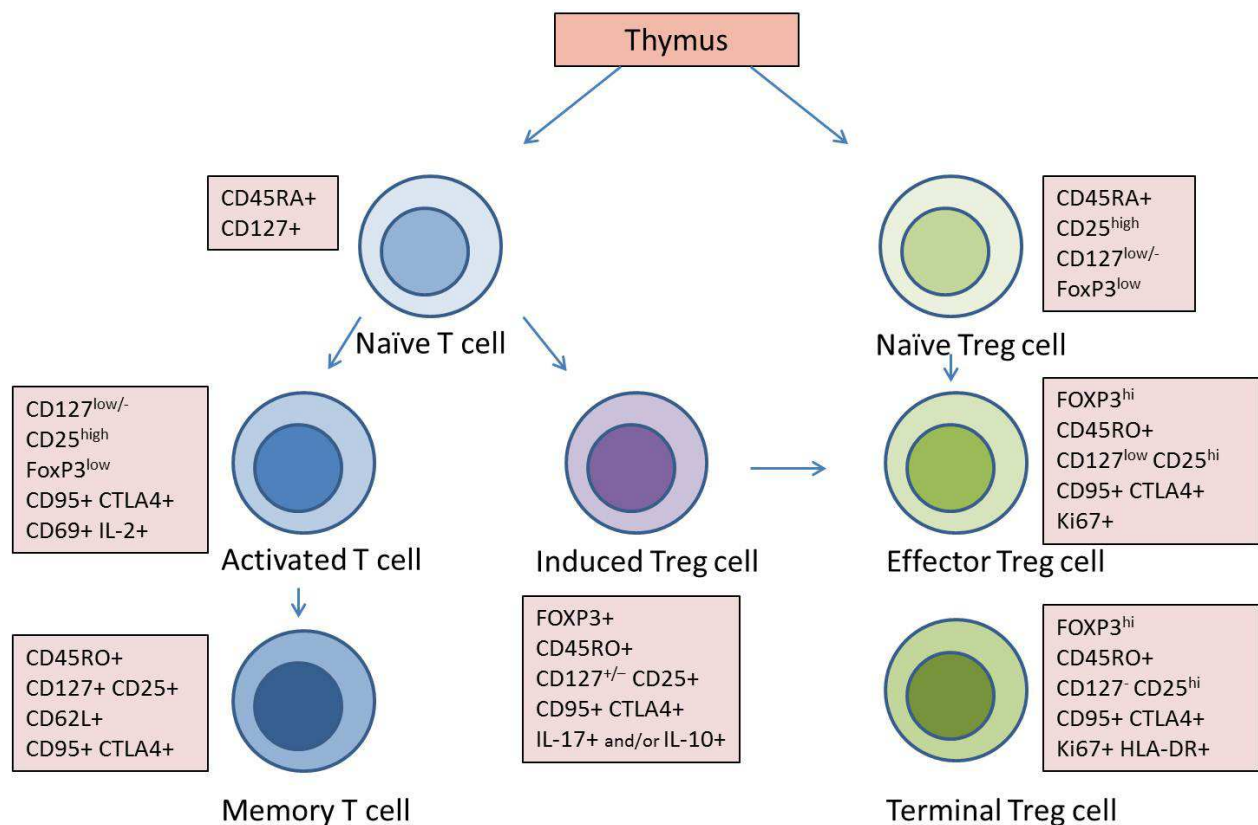 Thymus
CD45RA+
CD127+
Naïve T cell
CD45RA+
CD25high
CD127low/-
FoxP3low
Naïve Treg cell
CD127low/-
CD25high
FoxP3low
CD95+ CTLA4+
CD69+ IL-2+
Activated T cell
Induced Treg cell
FOXP3hi
CD45RO+
CD127low CD25hi
CD95+ CTLA4+
Ki67+
Effector Treg cell
CD45RO+
CD127+ CD25+
CD62L+
CD95+ CTLA4+
Memory T cell
FOXP3+
CD45RO+
CD127+/– CD25+
CD95+ CTLA4+
IL-17+ and/or IL-10+
FOXP3hi
CD45RO+
CD127- CD25hi
CD95+ CTLA4+
Ki67+ HLA-DR+
Terminal Treg cell